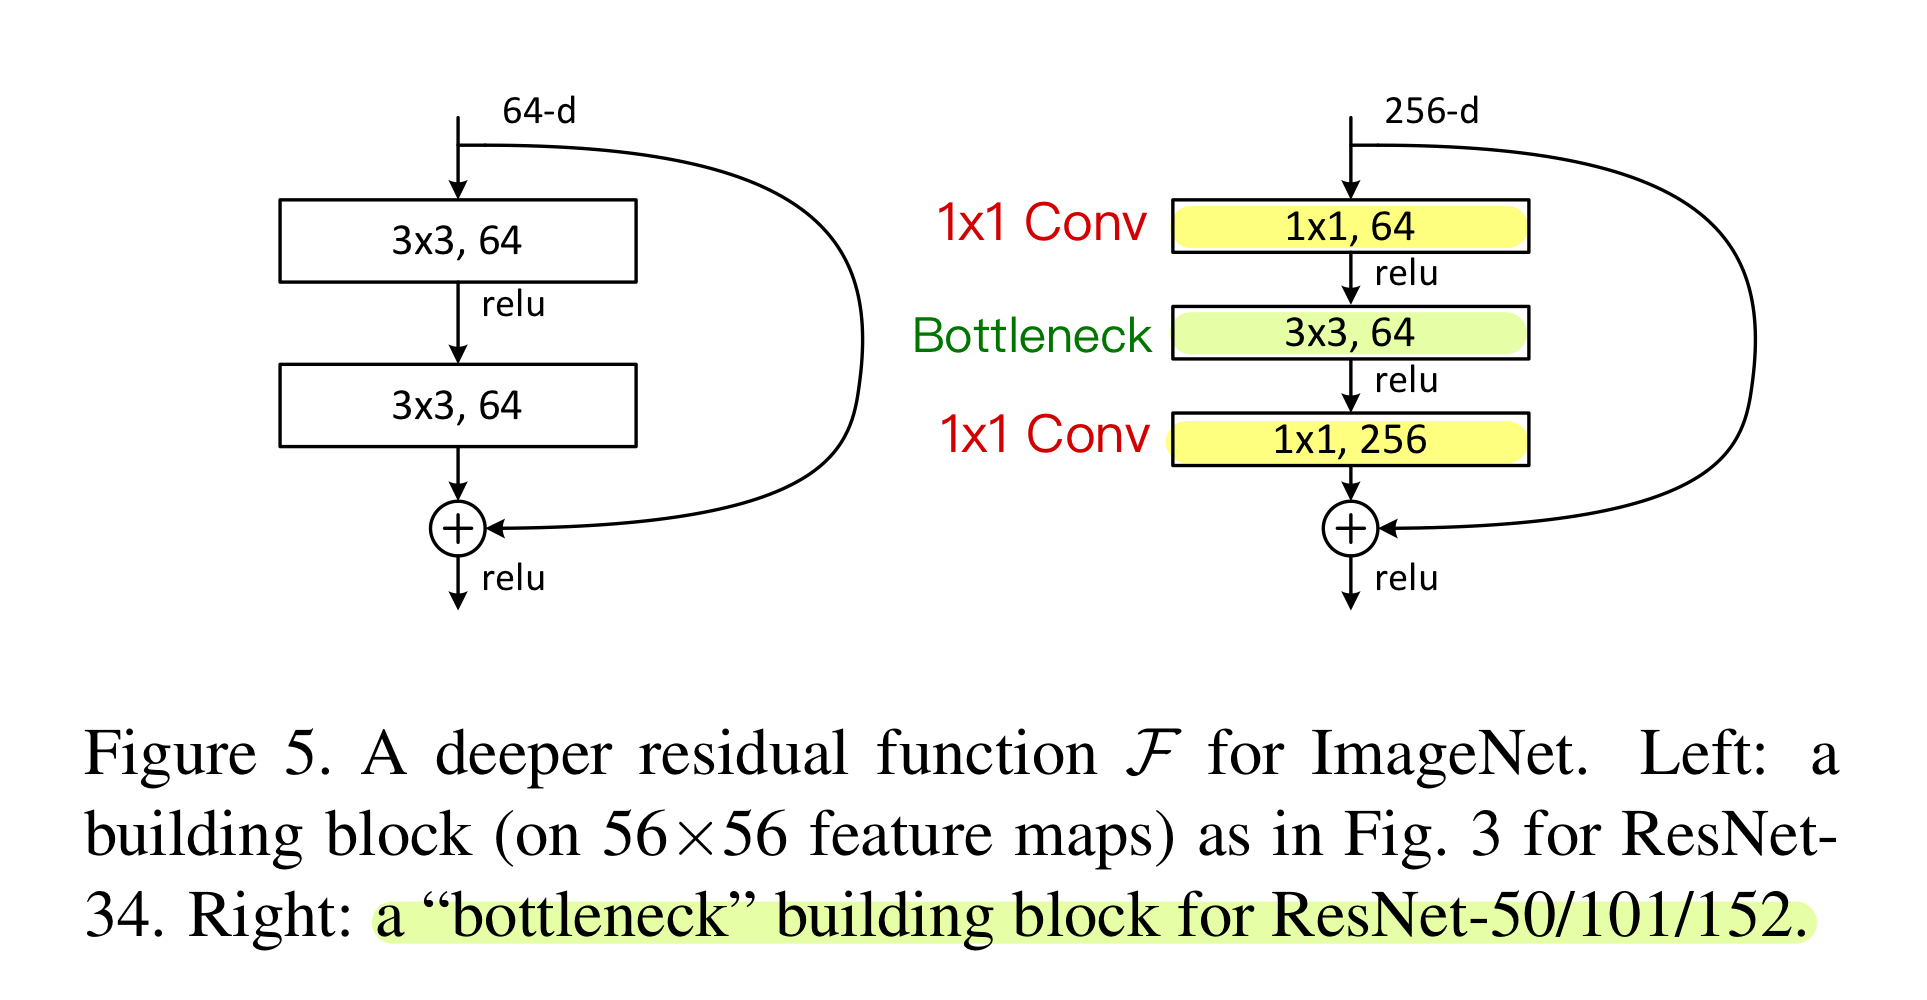 64-d
3x3, 64
relu
3x3, 64
relu
256-d
1x1 Conv
1x1, 64
relu
Bottleneck
3x3, 64
relu
1x1 Conv
1x1, 256
relu
Figure 5. A deeper residual function F for ImageNet. Left: a
building block (on 56×56 feature maps) as in Fig. 3 for ResNet-
34. Right: a “bottleneck” building block for ResNet-50/101/152.